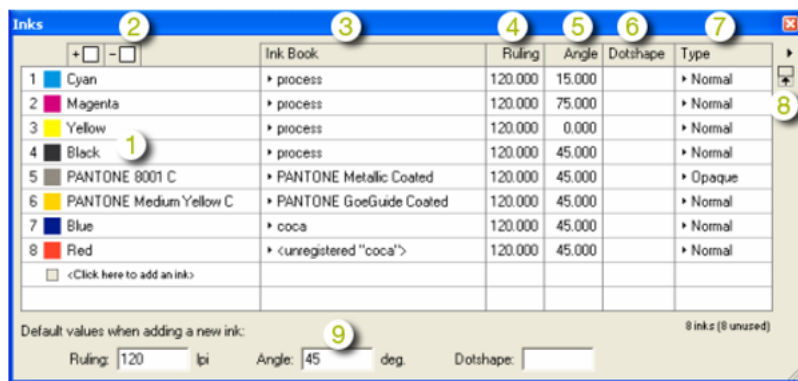 Inks
2 3 4 5 6 7
+ - Ink Book Ruling Angle Dotshape Type
1 Cyan process 120.000 15.000 Normal
2 Magenta process 120.000 75.000 Normal
8
3 Yellow process 120.000 0.000 Normal
1
4 Black process 120.000 45.000 Normal
5 PANTONE 8001 C PANTONE Metallic Coated 120.000 45.000 Opaque
6 PANTONE Medium Yellow C PANTONE GoeGuide Coated 120.000 45.000 Normal
7 Blue coca 120.000 45.000 Normal
8 Red <unregistered "coca"> 120.000 45.000 Normal
<Click here to add an ink>
Default values when adding a new ink: 9 8 inks (8 unused)
Ruling: 120 lpi Angle: 45 deg. Dotshape: